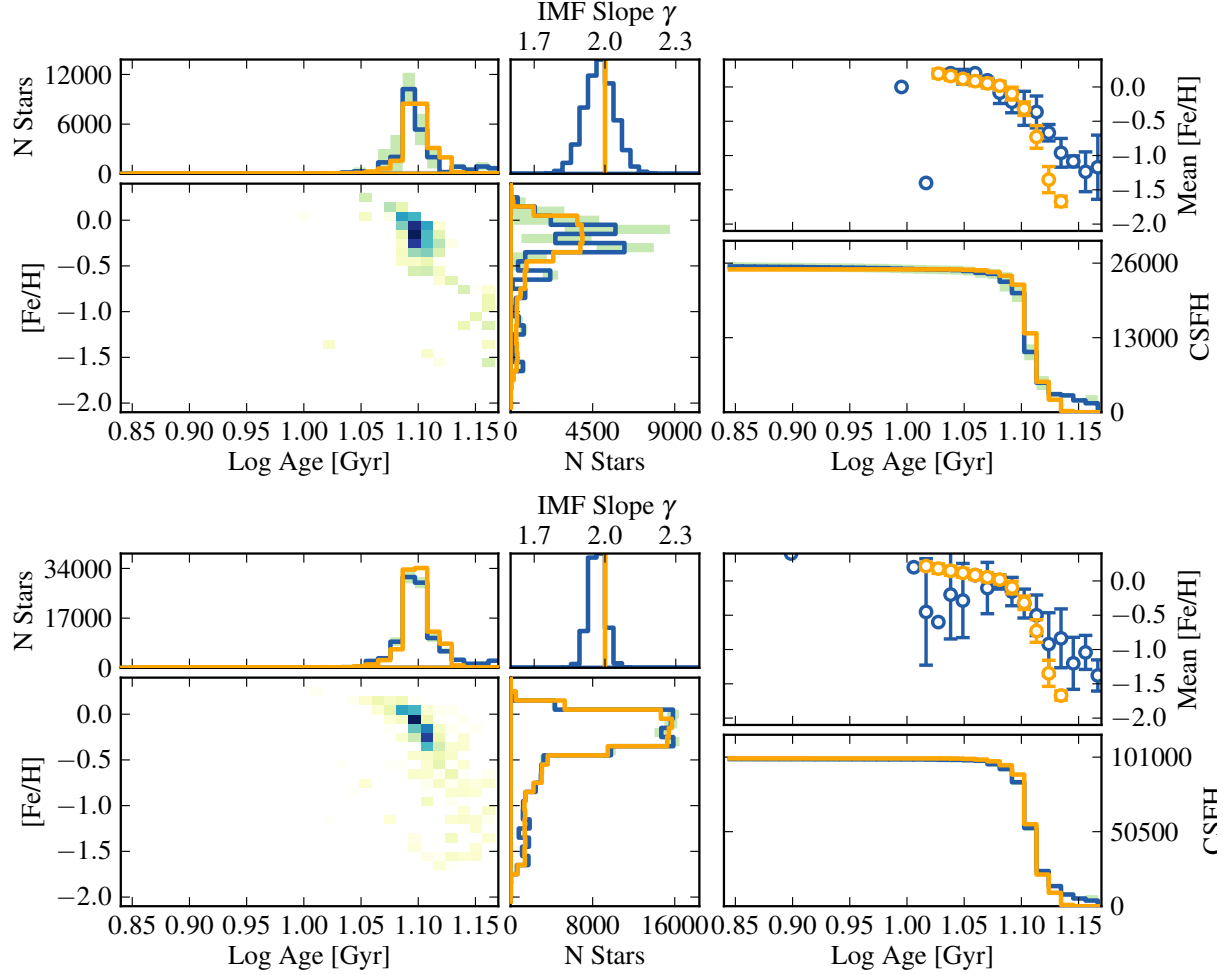 IMF Slope γ
1.7 2.0 2.3
12000
6000
0
N Stars
0.0
−0.5
−1.0
−1.5
−2.0
[Fe/H]
0.85 0.90 0.95 1.00 1.05 1.10 1.15
Log Age [Gyr]
0 4500 9000
N Stars
0.0
−0.5
−1.0
−1.5
−2.0
Mean [Fe/H]
26000
13000
0
CSFH
0.85 0.90 0.95 1.00 1.05 1.10 1.15
Log Age [Gyr]
IMF Slope γ
1.7 2.0 2.3
34000
17000
0
N Stars
0.0
−0.5
−1.0
−1.5
−2.0
[Fe/H]
0.85 0.90 0.95 1.00 1.05 1.10 1.15
Log Age [Gyr]
0 8000 16000
N Stars
0.0
−0.5
−1.0
−1.5
−2.0
Mean [Fe/H]
101000
50500
0
CSFH
0.85 0.90 0.95 1.00 1.05 1.10 1.15
Log Age [Gyr]